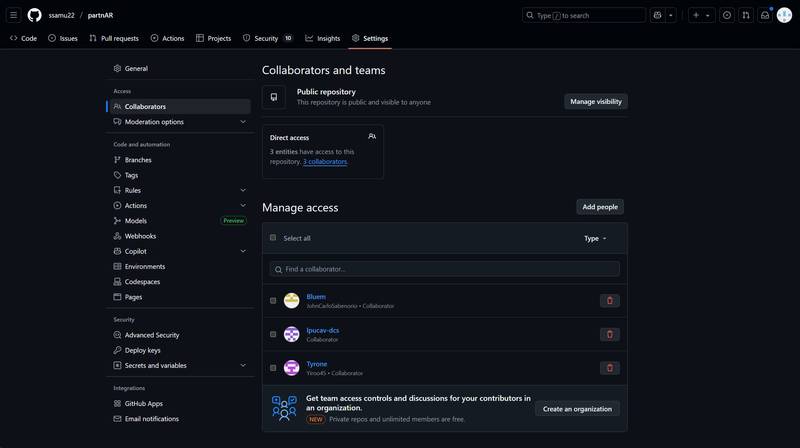 ssamu22 / partnAR
Type / to search
Code
Issues
Pull requests
Actions
Projects
Security 10
Insights
Settings
General
Access
Collaborators
Moderation options
Code and automation
Branches
Tags
Rules
Actions
Models Preview
Webhooks
Copilot
Environments
Codespaces
Pages
Security
Advanced Security
Deploy keys
Secrets and variables
Integrations
GitHub Apps
Email notifications
Collaborators and teams
Public repository
This repository is public and visible to anyone
Manage visibility
Direct access
3 entities have access to this
repository. 3 collaborators.
Manage access
Add people
Select all
Type
Find a collaborator...
Bluem
JohnCarloSabenorio • Collaborator
lpucav-dcs
Collaborator
Tyrone
Yiroo45 • Collaborator
Get team access controls and discussions for your contributors in
an organization.
NEW Private repos and unlimited members are free.
Create an organization